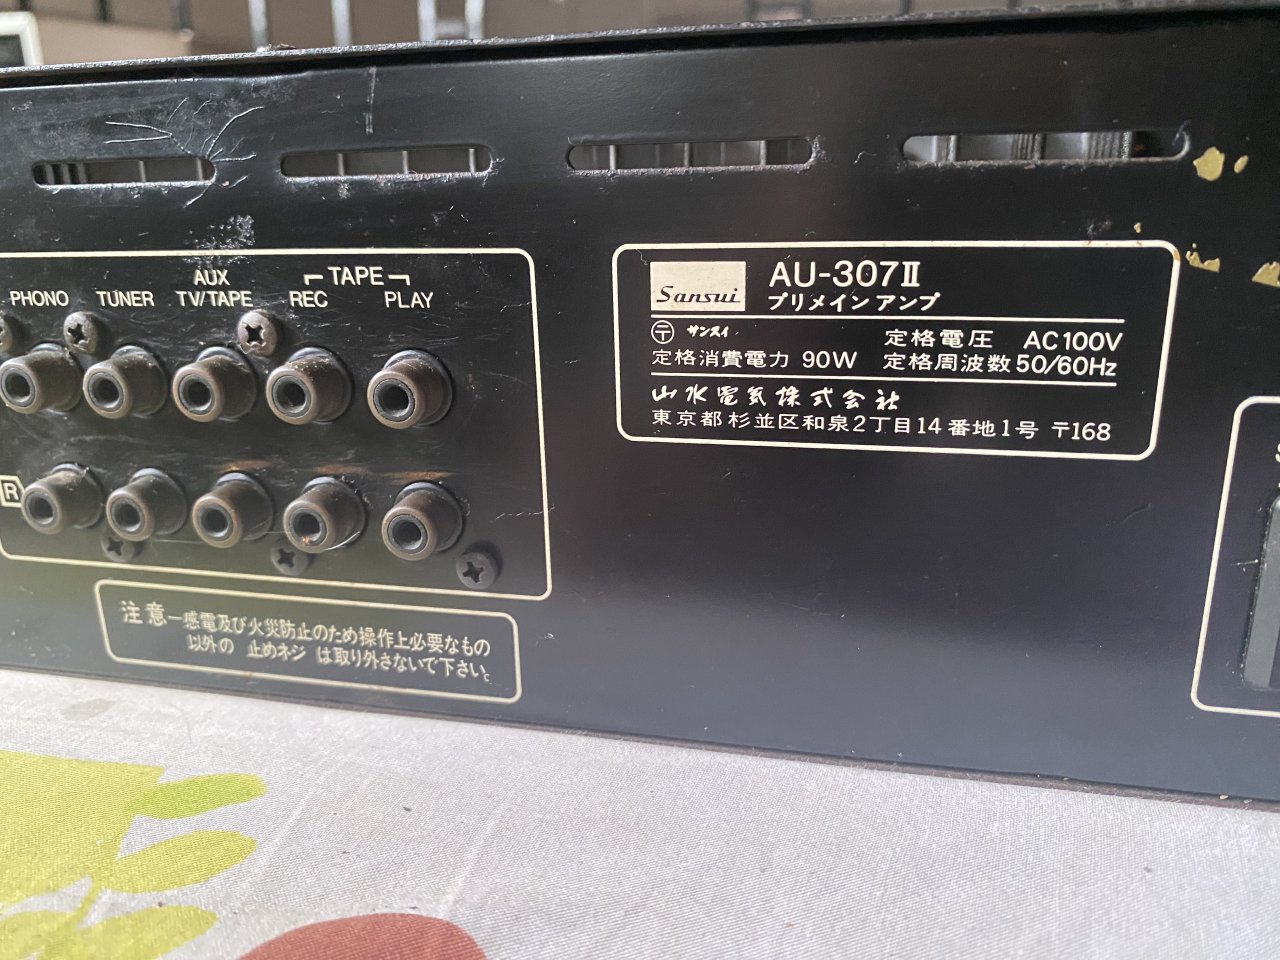 PHONO TUNER AUX TV/TAPE TAPE REC PLAY
R
Sansui
AU-307II
プリメインアンプ
〒 サンスイ 定格電圧 AC100V
定格消費電力 90W 定格周波数 50/60Hz
山水電気株式会社
東京都杉並区和泉2丁目14番地1号 〒168
注意—感電及び火災防止のため操作上必要なもの
以外の 止めネジ は取り外さないで下さい。